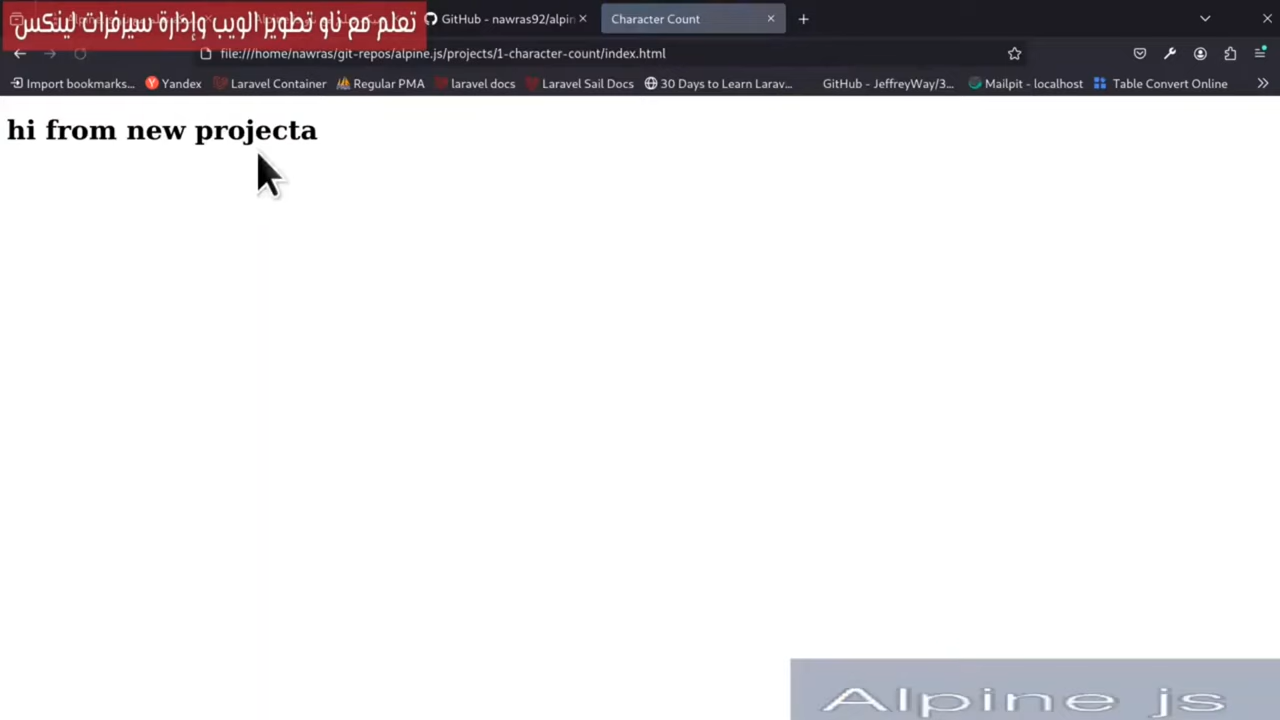 تعلم مع ناو تطوير الويب وإدارة سيرفرات لينكس
GitHub - nawras92/alpin
Character Count
file:///home/nawras/git-repos/alpine.js/projects/1-character-count/index.html
Import bookmarks...
Yandex
Laravel Container
Regular PMA
laravel docs
Laravel Sail Docs
30 Days to Learn Larav...
GitHub - JeffreyWay/3...
Mailpit - localhost
Table Convert Online
hi from new projecta
Alpine js